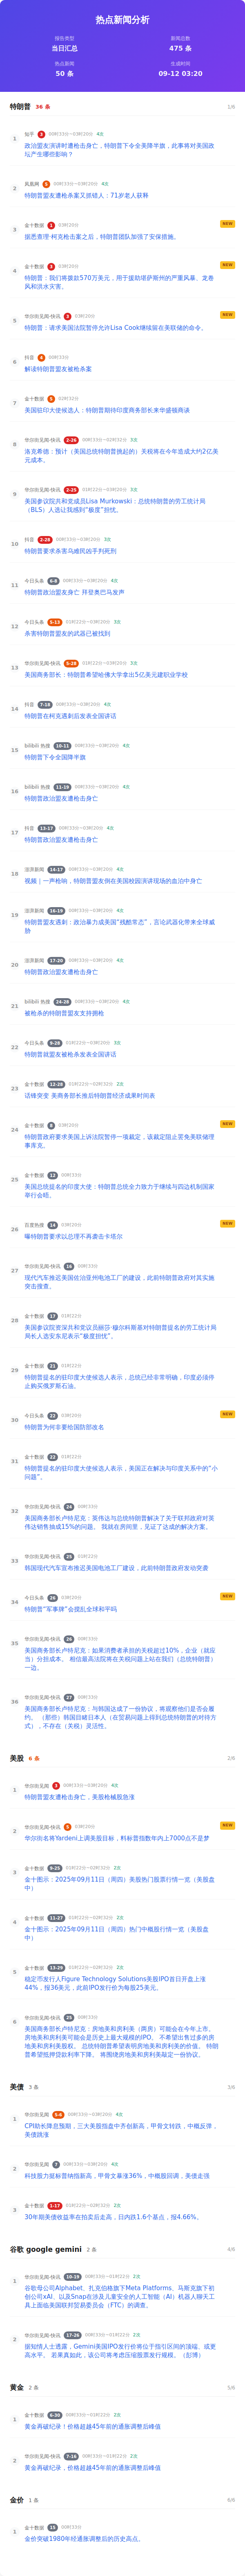 热点新闻分析
报告类型
当日汇总
新闻总数
475 条
热点新闻
50 条
生成时间
09-12 03:20
特朗普 36 条 1/6
1
知乎 2 00时33分~03时20分 4次
政治盟友演讲时遭枪击身亡，特朗普下令全美降半旗，此事将对美国政
坛产生哪些影响？
2
凤凰网 5 00时33分~03时20分 4次
特朗普盟友遭枪击案又抓错人：71岁老人获释
3
金十数据 1 03时20分 NEW
据悉查理·柯克枪击案之后，特朗普团队加强了安保措施。
4
金十数据 3 03时20分 NEW
特朗普：我们将拨款570万美元，用于援助堪萨斯州的严重风暴、龙卷
风和洪水灾害。
5
华尔街见闻-快讯 3 03时20分 NEW
特朗普：请求美国法院暂停允许Lisa Cook继续留在美联储的命令。
6
抖音 4 00时33分
解读特朗普盟友被枪杀案
7
金十数据 5 02时32分
美国驻印大使候选人：特朗普期待印度商务部长来华盛顿商谈
8
华尔街见闻-快讯 2-26 00时33分~02时32分 3次
洛克希德：预计（美国总统特朗普挑起的）关税将在今年造成大约2亿美
元成本。
9
华尔街见闻-快讯 2-25 01时22分~03时20分 3次
美国参议院共和党成员Lisa Murkowski：总统特朗普的劳工统计局
（BLS）人选让我感到“极度”担忧。
10
抖音 2-28 00时33分~03时20分 3次
特朗普要求杀害乌难民凶手判死刑
11
今日头条 6-8 00时33分~03时20分 4次
特朗普政治盟友身亡 拜登奥巴马发声
12
今日头条 5-13 01时22分~03时20分 3次
杀害特朗普盟友的武器已被找到
13
华尔街见闻-快讯 5-28 01时22分~03时20分 3次
美国商务部长：特朗普希望哈佛大学拿出5亿美元建职业学校
14
抖音 7-18 00时33分~03时20分 4次
特朗普在柯克遇刺后发表全国讲话
15
bilibili 热搜 10-11 00时33分~03时20分 4次
特朗普下令全国降半旗
16
bilibili 热搜 11-19 00时33分~03时20分 4次
特朗普政治盟友遭枪击身亡
17
抖音 13-17 00时33分~03时20分 4次
特朗普政治盟友遭枪击身亡
18
澎湃新闻 14-17 00时33分~03时20分 4次
视频｜一声枪响，特朗普盟友倒在美国校园演讲现场的血泊中身亡
19
澎湃新闻 16-19 00时33分~03时20分 4次
特朗普盟友遇刺：政治暴力成美国“残酷常态”，言论武器化带来全球威
胁
20
澎湃新闻 17-20 00时33分~03时20分 4次
特朗普政治盟友遭枪击身亡
21
bilibili 热搜 24-28 00时33分~03时20分 4次
被枪杀的特朗普盟友支持拥枪
22
今日头条 9-28 01时22分~03时20分 3次
特朗普就盟友被枪杀发表全国讲话
23
金十数据 12-28 01时22分~02时32分 2次
话锋突变 美商务部长推后特朗普经济成果时间表
24
金十数据 8 03时20分 NEW
特朗普政府要求美国上诉法院暂停一项裁定，该裁定阻止罢免美联储理
事库克。
25
金十数据 12 00时33分
美国总统提名的印度大使：特朗普总统全力致力于继续与四边机制国家
举行会晤。
26
百度热搜 14 03时20分 NEW
曝特朗普要求以总理不再袭击卡塔尔
27
华尔街见闻-快讯 16 00时33分
现代汽车推迟美国佐治亚州电池工厂的建设，此前特朗普政府对其实施
突击搜查。
28
金十数据 17 01时22分
美国参议院资深共和党议员丽莎·穆尔科斯基对特朗普提名的劳工统计局
局长人选安东尼表示“极度担忧”。
29
金十数据 21 01时22分
特朗普提名的驻印度大使候选人表示，总统已经非常明确，印度必须停
止购买俄罗斯石油。
30
今日头条 22 03时20分 NEW
特朗普为何非要给国防部改名
31
金十数据 22 01时22分
特朗普提名的驻印度大使候选人表示，美国正在解决与印度关系中的“小
问题”。
32
华尔街见闻-快讯 24 00时33分
美国商务部长卢特尼克：英伟达与总统特朗普解决了关于联邦政府对英
伟达销售抽成15%的问题。 我就在房间里，见证了达成的解决方案。
33
华尔街见闻-快讯 25 01时22分
韩国现代汽车宣布推迟美国电池工厂建设，此前特朗普政府发动突袭
34
今日头条 26 03时20分 NEW
特朗普“军事牌”会搅乱全球和平吗
35
华尔街见闻-快讯 26 00时33分
美国商务部长卢特尼克：如果消费者承担的关税超过10%，企业（就应
当）分担成本。 相信最高法院将在关税问题上站在我们（总统特朗普）
一边。
36
华尔街见闻-快讯 27 00时33分
美国商务部长卢特尼克：与韩国达成了一份协议，将观察他们是否会履
约。 （那些）韩国目睹日本人（在贸易问题上得到总统特朗普的对待方
式），不存在（关税）灵活性。
美股 6 条 2/6
1
华尔街见闻 3 00时33分~03时20分 4次
特朗普盟友遭枪击身亡，美股枪械股急涨
2
华尔街见闻-快讯 5 03时20分 NEW
华尔街名将Yardeni上调美股目标，料标普指数年内上7000点不是梦
3
金十数据 9-25 01时22分~02时32分 2次
金十图示：2025年09月11日（周四）美股热门股票行情一览（美股盘
中）
4
金十数据 11-27 01时22分~02时32分 2次
金十图示：2025年09月11日（周四）热门中概股行情一览（美股盘
中）
5
金十数据 13-29 01时22分~02时32分 2次
稳定币发行人Figure Technology Solutions美股IPO首日开盘上涨
44%，报36美元，此前IPO发行价为每股25美元。
6
华尔街见闻-快讯 25 00时33分
美国商务部长卢特尼克：房地美和房利美（两房）可能会在今年上市。
房地美和房利美可能会是历史上最大规模的IPO。 不希望出售过多的房
地美和房利美股权。 总统特朗普希望表明房地美和房利美的价值。 特朗
普希望抵押贷款利率下降。 将围绕房地美和房利美敲定一份协议。
美债 3 条 3/6
1
华尔街见闻 5-6 00时33分~03时20分 4次
CPI助长降息预期，三大美股指盘中齐创新高，甲骨文转跌，中概反弹，
美债跳涨
2
华尔街见闻 7 00时33分~03时20分 4次
科技股力挺标普纳指新高，甲骨文暴涨36%，中概股回调，美债走强
3
金十数据 1-17 01时22分~02时32分 2次
30年期美债收益率在拍卖后走高，日内跌1.6个基点，报4.66%。
谷歌 google gemini 2 条 4/6
1
华尔街见闻-快讯 10-19 00时33分~01时22分 2次
谷歌母公司Alphabet、扎克伯格旗下Meta Platforms、马斯克旗下初
创公司xAI、以及Snap在涉及儿童安全的人工智能（AI）机器人聊天工
具上面临美国联邦贸易委员会（FTC）的调查。
2
华尔街见闻-快讯 17-26 00时33分~01时22分 2次
据知情人士透露，Gemini美国IPO发行价将位于指引区间的顶端、或更
高水平。 若果真如此，该公司将考虑压缩股票发行规模。（彭博）
黄金 2 条 5/6
1
金十数据 6-30 00时33分~01时22分 2次
黄金再破纪录！价格超越45年前的通胀调整后峰值
2
华尔街见闻-快讯 7-16 00时33分~01时22分 2次
黄金再破纪录，价格超越45年前的通胀调整后峰值
金价 1 条 6/6
1
金十数据 15 00时33分
金价突破1980年经通胀调整后的历史高点。